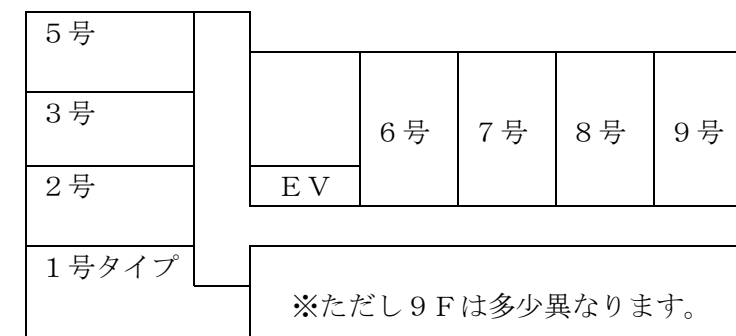 ５号
３号
６号
７号
８号
９号
２号
ＥＶ
１号タイプ
※ただし９Ｆは多少異なります。